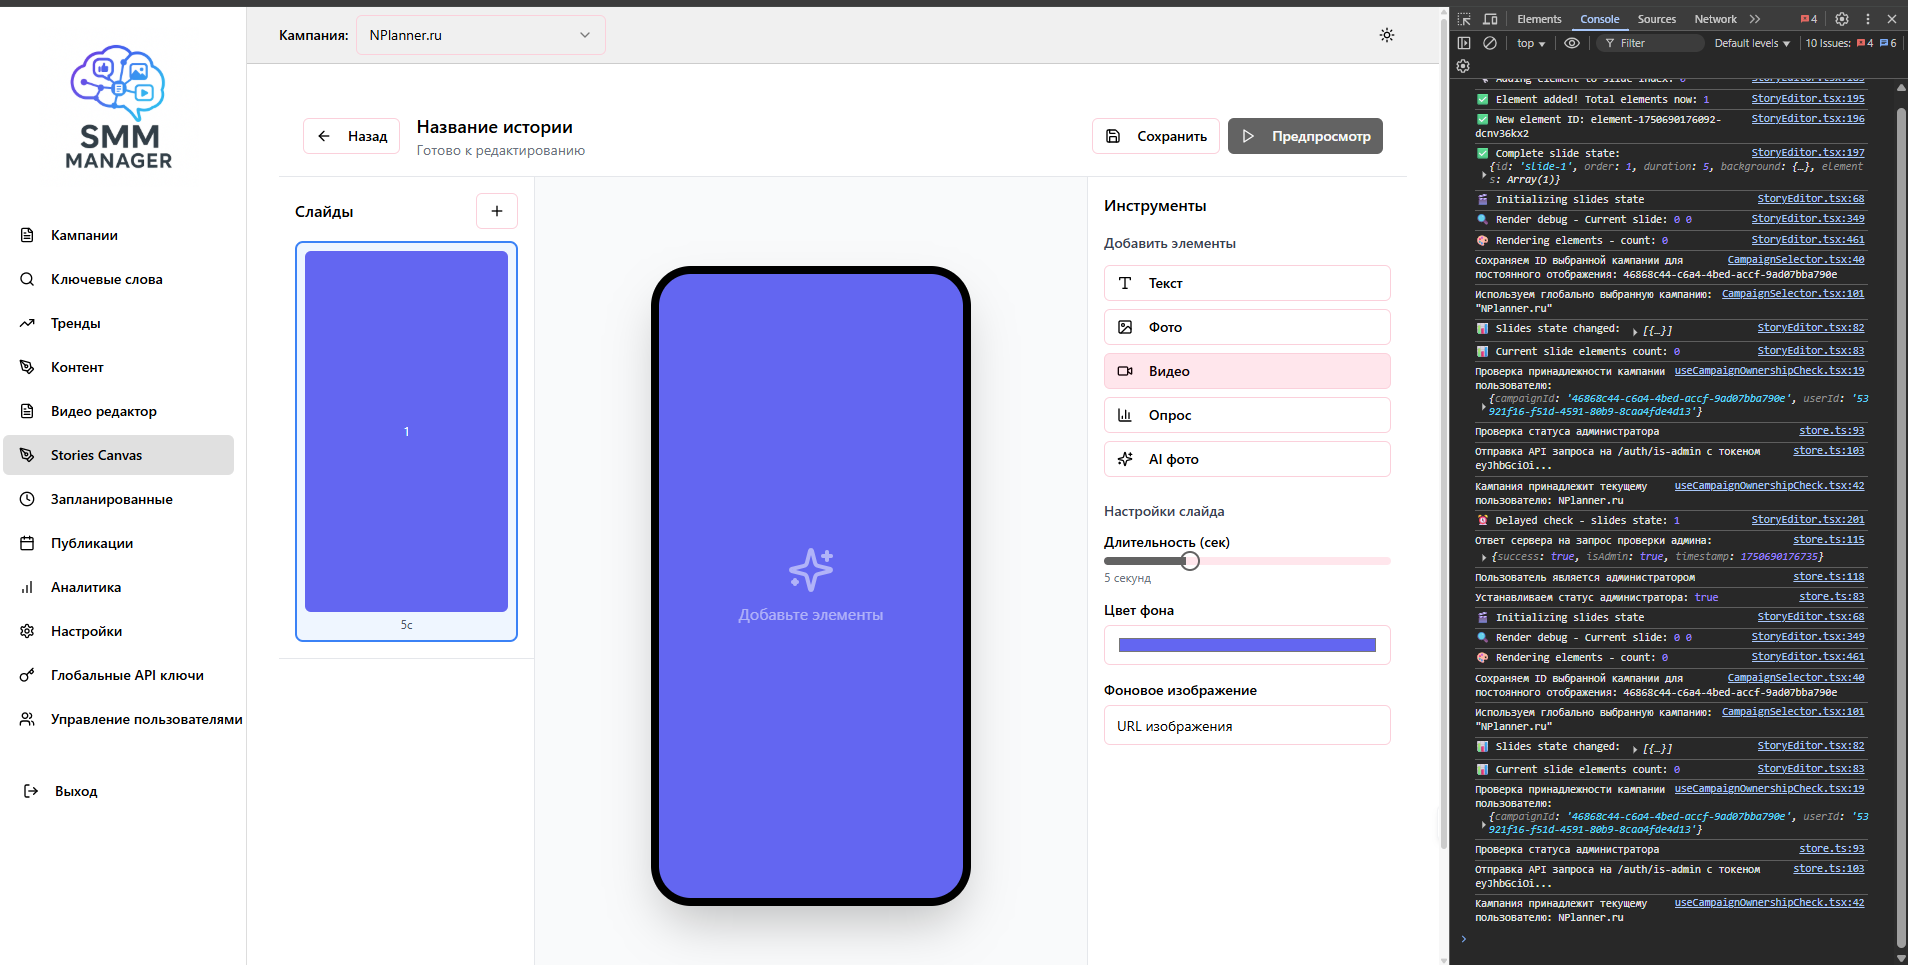 SMM
MANAGER
Кампании
Ключевые слова
Тренды
Контент
Видео редактор
Stories Canvas
Запланированные
Публикации
Аналитика
Настройки
Глобальные API ключи
Управление пользователями
Выход
Кампания:
NPlanner.ru
Назад
Название истории
Готово к редактированию
Сохранить
Предпросмотр
Слайды
1
5с
Добавьте элементы
Инструменты
Добавить элементы
Текст
Фото
Видео
Опрос
AI фото
Настройки слайда
Длительность (сек)
5 секунд
Цвет фона
Фоновое изображение
URL изображения
Elements
Console
Sources
Network
4
top
Filter
Default levels
10 Issues:
4
6
Adding element to slide index: 0 StoryEditor.tsx:185
Element added! Total elements now: 1 StoryEditor.tsx:195
New element ID: element-1750690176092- StoryEditor.tsx:196
dcnv36kx2
Complete slide state: StoryEditor.tsx:197
{id: 'slide-1', order: 1, duration: 5, background: {…}, element
s: Array(1)}
Initializing slides state StoryEditor.tsx:68
Render debug - Current slide: 0 0 StoryEditor.tsx:349
Rendering elements - count: 0 StoryEditor.tsx:461
Сохраняем ID выбранной кампании для CampaignSelector.tsx:40
постоянного отображения: 46868c44-c6a4-4bed-accf-9ad07bba790e
Используем глобально выбранную кампанию: CampaignSelector.tsx:101
"NPlanner.ru"
Slides state changed: [{…}] StoryEditor.tsx:82
Current slide elements count: 0 StoryEditor.tsx:83
Проверка принадлежности кампании useCampaignOwnershipCheck.tsx:19
пользователю:
{campaignId: '46868c44-c6a4-4bed-accf-9ad07bba790e', userId: '53
921f16-f51d-4591-80b9-8caa4fde4d13'}
Проверка статуса администратора store.ts:93
Отправка API запроса на /auth/is-admin с токеном store.ts:103
eyJhbGciOi...
Кампания принадлежит текущему useCampaignOwnershipCheck.tsx:42
пользователю: NPlanner.ru
Delayed check - slides state: 1 StoryEditor.tsx:201
Ответ сервера на запрос проверки админа: store.ts:115
{success: true, isAdmin: true, timestamp: 1750690176735}
Пользователь является администратором store.ts:118
Устанавливаем статус администратора: true store.ts:83
Initializing slides state StoryEditor.tsx:68
Render debug - Current slide: 0 0 StoryEditor.tsx:349
Rendering elements - count: 0 StoryEditor.tsx:461
Сохраняем ID выбранной кампании для CampaignSelector.tsx:40
постоянного отображения: 46868c44-c6a4-4bed-accf-9ad07bba790e
Используем глобально выбранную кампанию: CampaignSelector.tsx:101
"NPlanner.ru"
Slides state changed: [{…}] StoryEditor.tsx:82
Current slide elements count: 0 StoryEditor.tsx:83
Проверка принадлежности кампании useCampaignOwnershipCheck.tsx:19
пользователю:
{campaignId: '46868c44-c6a4-4bed-accf-9ad07bba790e', userId: '53
921f16-f51d-4591-80b9-8caa4fde4d13'}
Проверка статуса администратора store.ts:93
Отправка API запроса на /auth/is-admin с токеном store.ts:103
eyJhbGciOi...
Кампания принадлежит текущему useCampaignOwnershipCheck.tsx:42
пользователю: NPlanner.ru